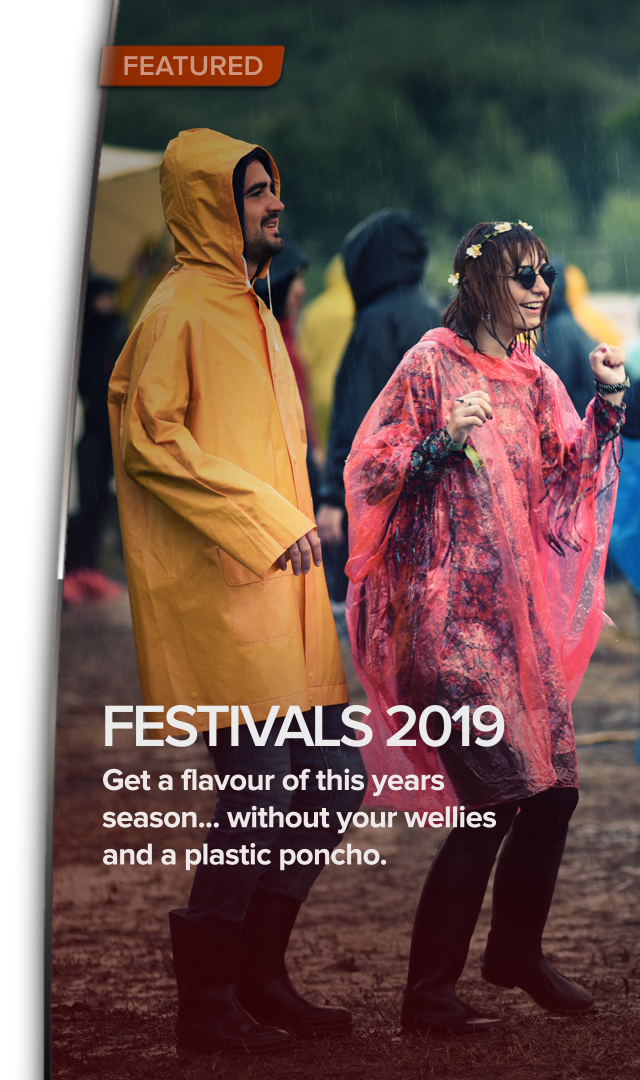 FEATURED
FESTIVALS 2019
Get a flavour of this years
season... without your wellies
and a plastic poncho.